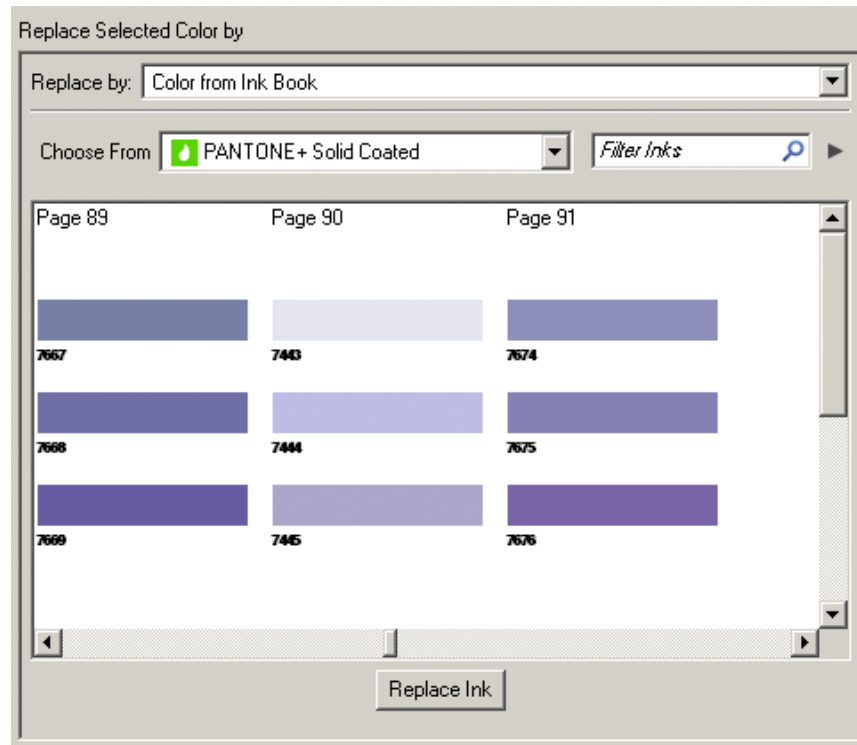 Replace Selected Color by
Replace by: Color from Ink Book
Choose From PANTONE+ Solid Coated Filter Inks
Page 89 Page 90 Page 91
7667 7443 7674
7668 7444 7675
7669 7445 7676
Replace Ink